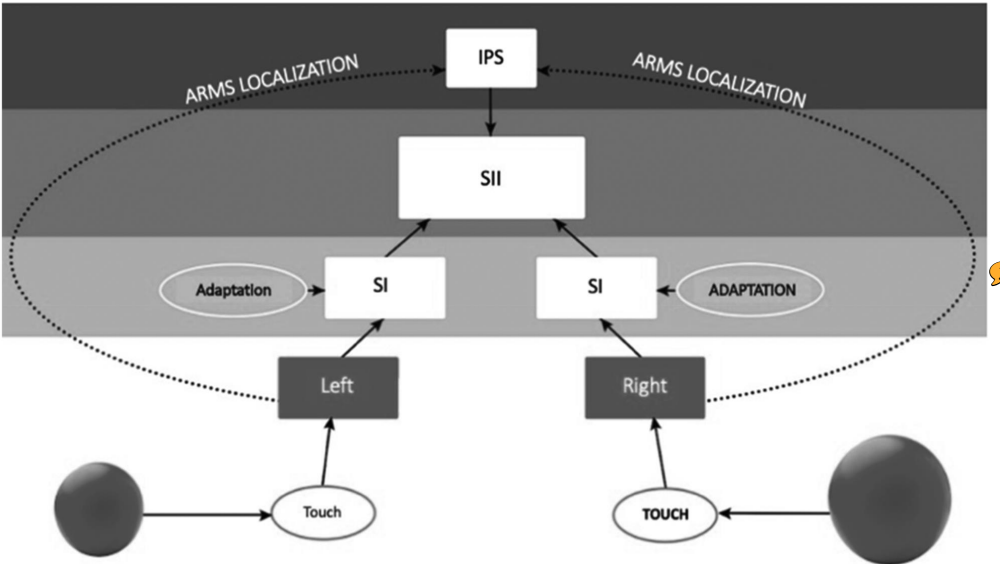 IPS
ARMS LOCALIZATION
ARMS LOCALIZATION
SII
Adaptation
SI
SI
ADAPTATION
Left
Right
Touch
TOUCH